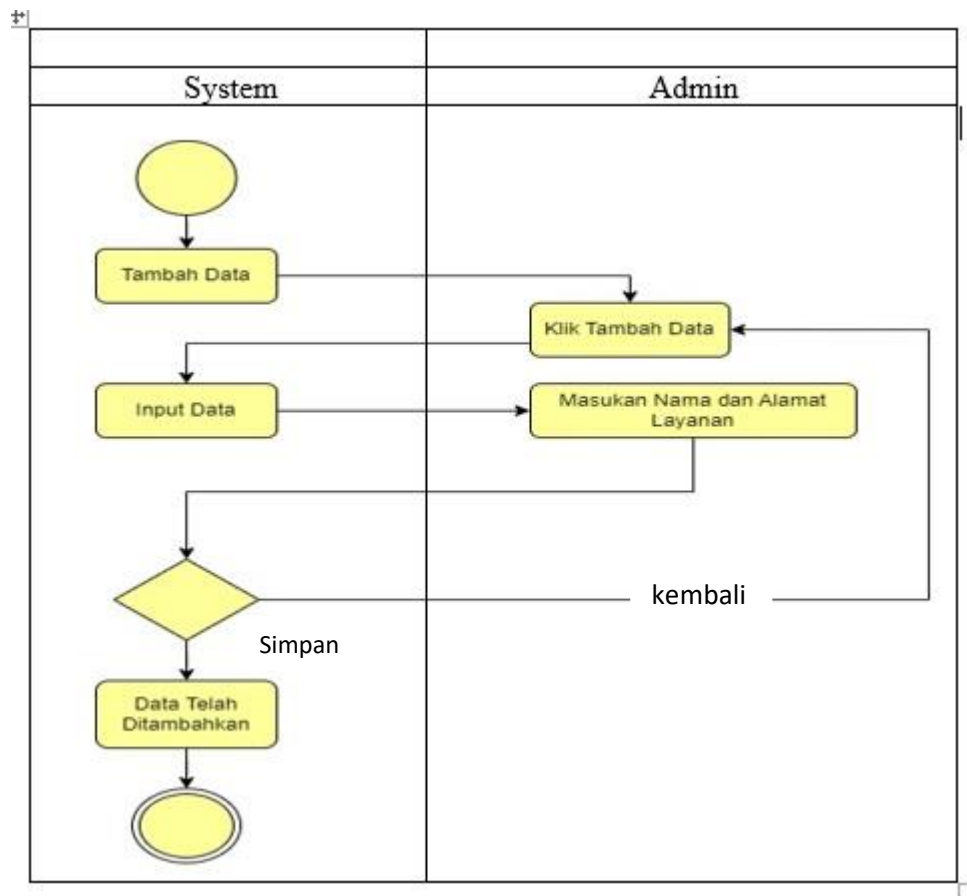 System
Admin
Tambah Data
Klik Tambah Data
Input Data
Masukan Nama dan Alamat
Layanan
kembali
Simpan
Data Telah
Ditambahkan